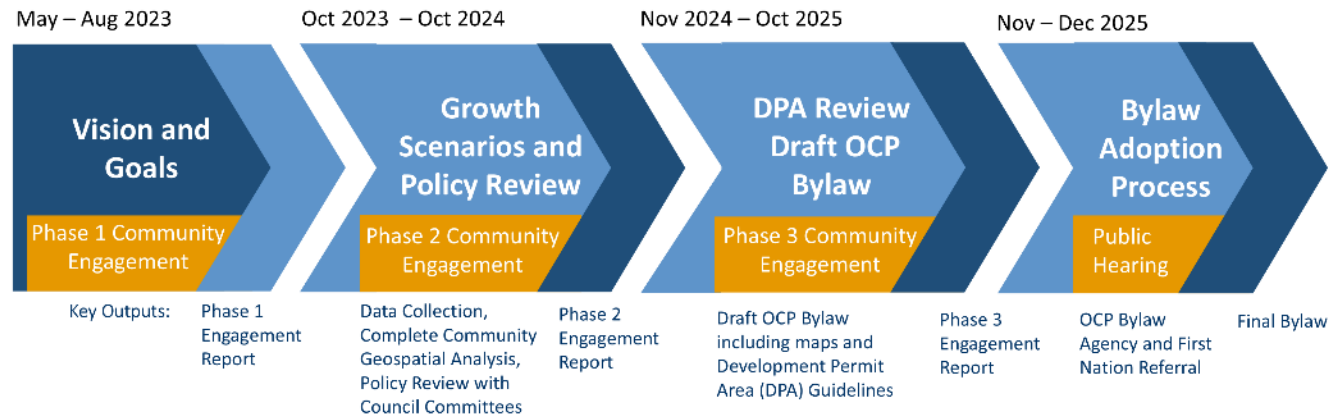 May – Aug 2023
Oct 2023 – Oct 2024
Nov 2024 – Oct 2025
Nov – Dec 2025
Vision and
Goals
Phase 1 Community
Engagement
Growth
Scenarios and
Policy Review
Phase 2 Community
Engagement
DPA Review
Draft OCP
Bylaw
Phase 3 Community
Engagement
Bylaw
Adoption
Process
Public
Hearing
Key Outputs:
Phase 1
Engagement
Report
Data Collection,
Complete Community
Geospatial Analysis,
Policy Review with
Council Committees
Phase 2
Engagement
Report
Draft OCP Bylaw
including maps and
Development Permit
Area (DPA) Guidelines
Phase 3
Engagement
Report
OCP Bylaw
Agency and First
Nation Referral
Final Bylaw